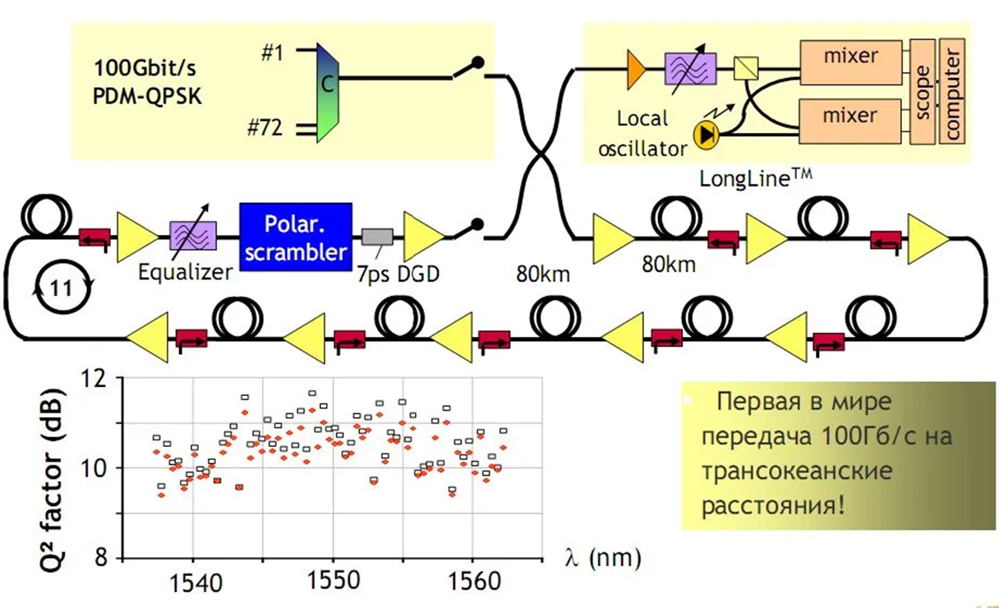 100Gbit/s
PDM-QPSK
#1
#72
C
mixer
mixer
scope
computer
Local
oscillator
LongLine™
Polar.
scrambler
Equalizer
7ps DGD
80km
80km
11
Q² factor (dB)
12
10
8
1540
1550
1560
λ (nm)
Первая в мире
передача 100Гб/с на
трансокеанские
расстояния!